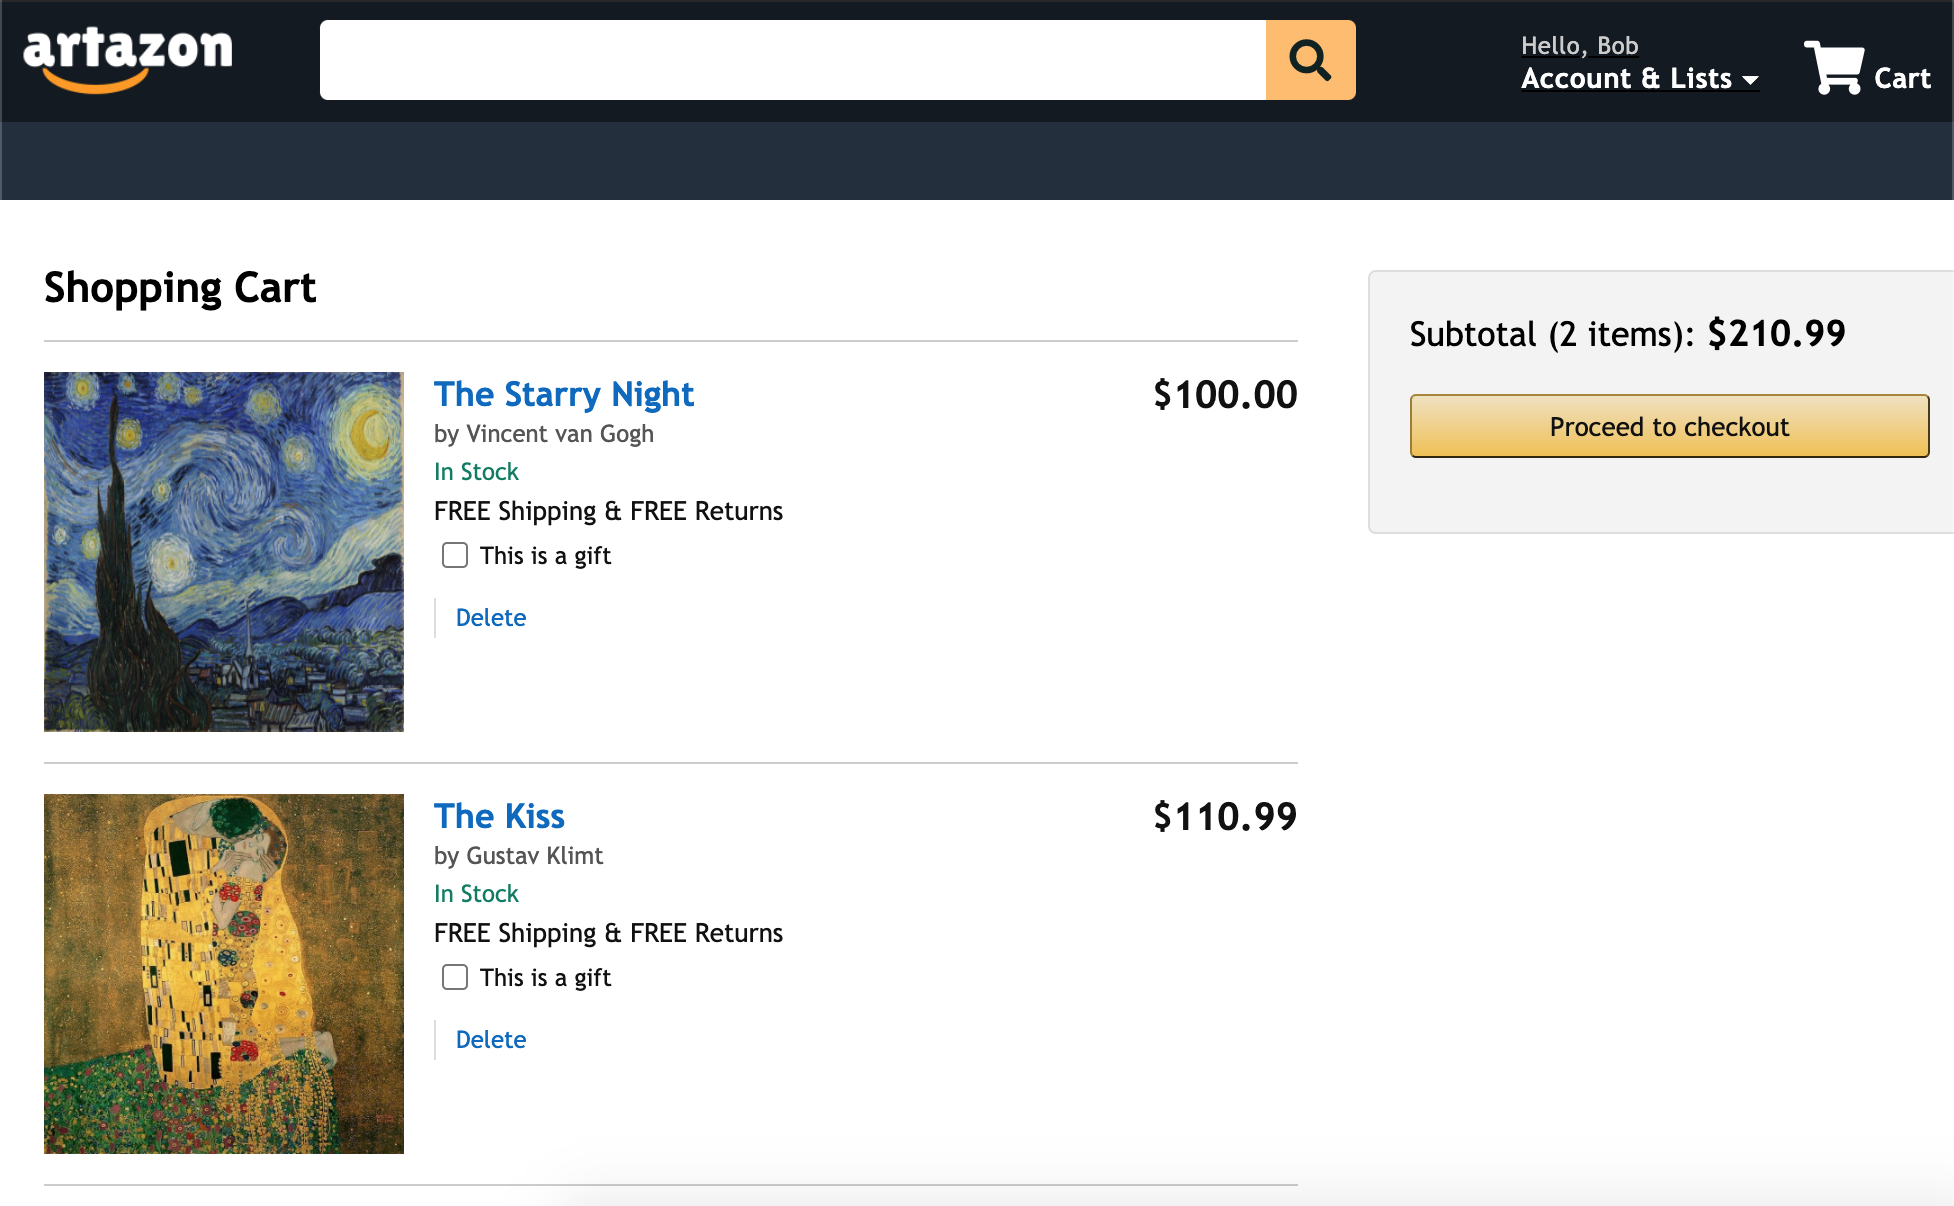 artazon
Hello, Bob
Account & Lists
Cart
Shopping Cart
Subtotal (2 items): $210.99
Proceed to checkout
The Starry Night
$100.00
by Vincent van Gogh
In Stock
FREE Shipping & FREE Returns
This is a gift
Delete
The Kiss
$110.99
by Gustav Klimt
In Stock
FREE Shipping & FREE Returns
This is a gift
Delete